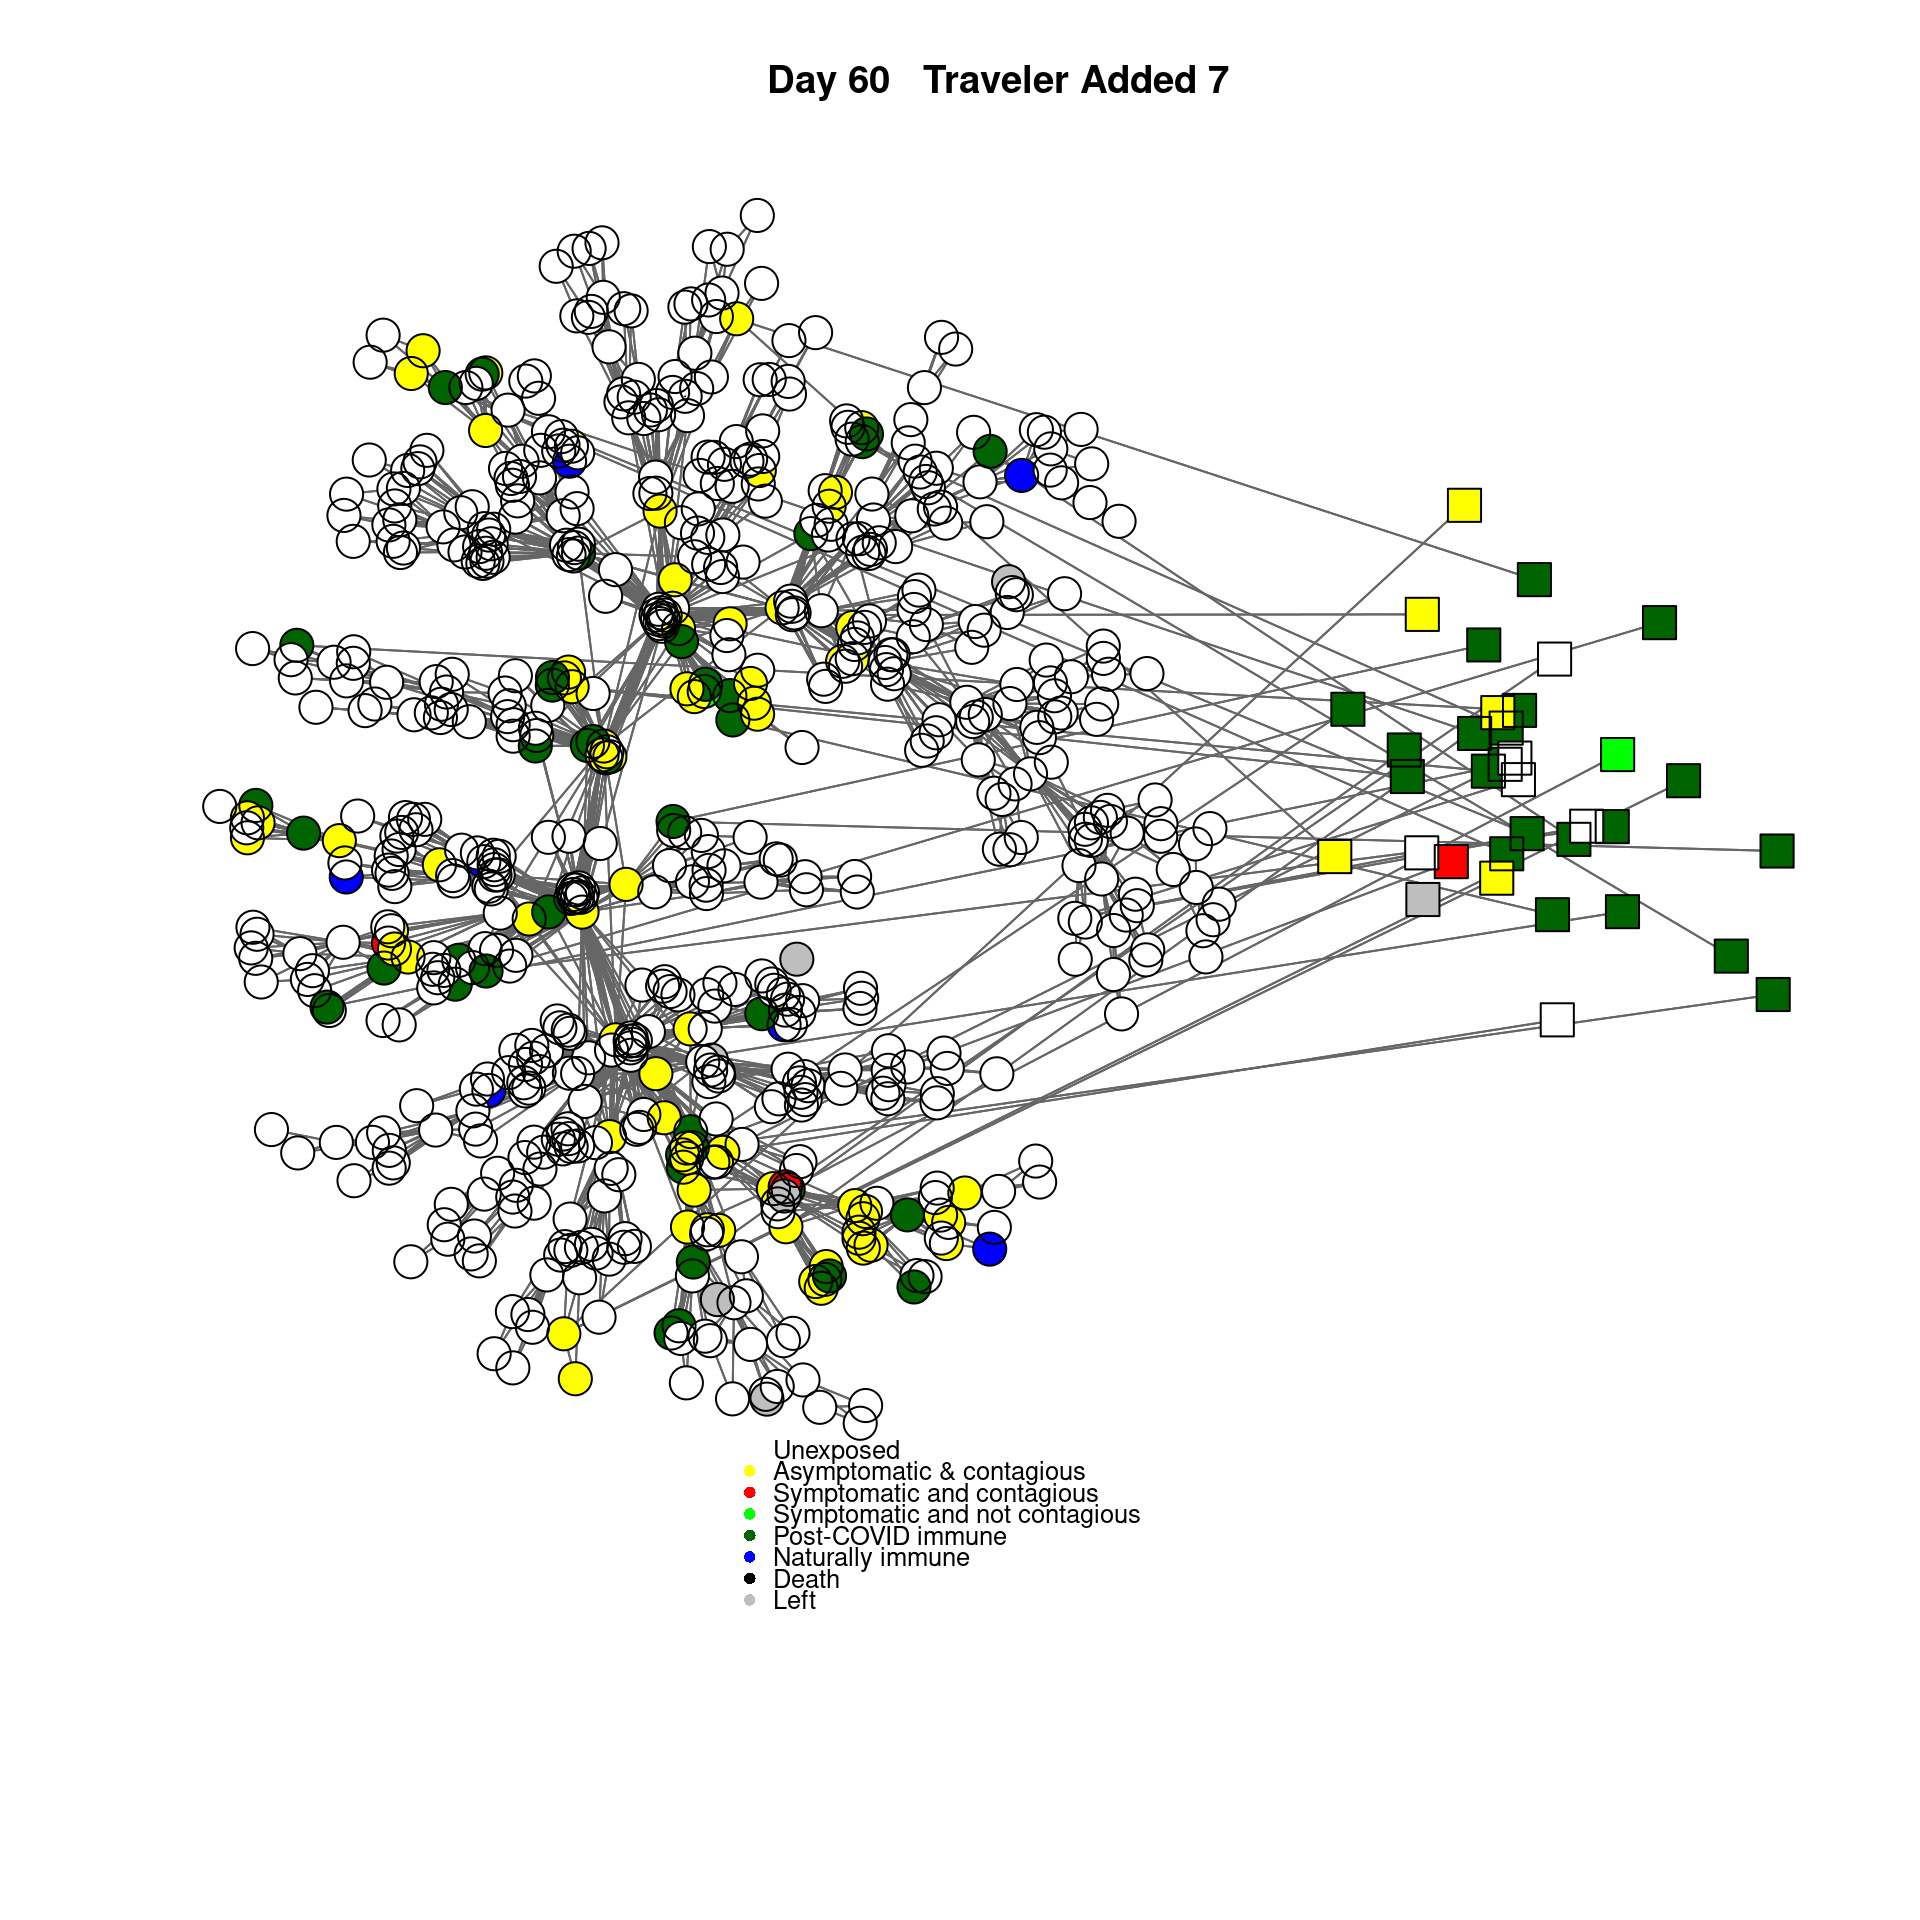 Day 60   Traveler Added 7
Unexposed
Asymptomatic & contagious
Symptomatic and contagious
Symptomatic and not contagious
Post-COVID immune
Naturally immune
Death
Left